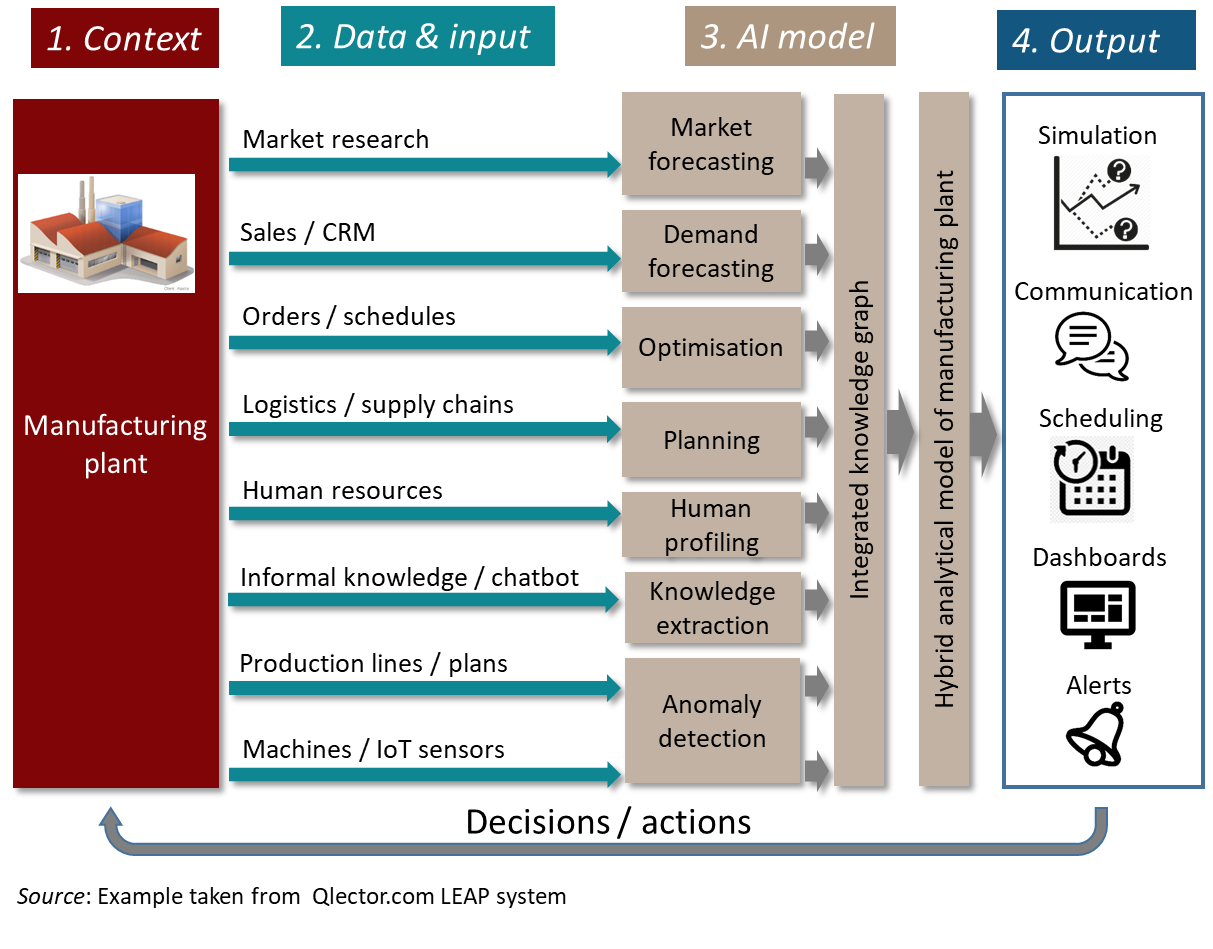 1. Context
2. Data & input
3. AI model
4. Output
Manufacturing
plant
Market research
Sales / CRM
Orders / schedules
Logistics / supply chains
Human resources
Informal knowledge / chatbot
Production lines / plans
Machines / IoT sensors
Market
forecasting
Demand
forecasting
Optimisation
Planning
Human
profiling
Knowledge
extraction
Anomaly
detection
Integrated knowledge graph
Hybrid analytical model of manufacturing plant
Simulation
?
?
Communication
Scheduling
Dashboards
Alerts
Decisions / actions
Source: Example taken from Qlector.com LEAP system